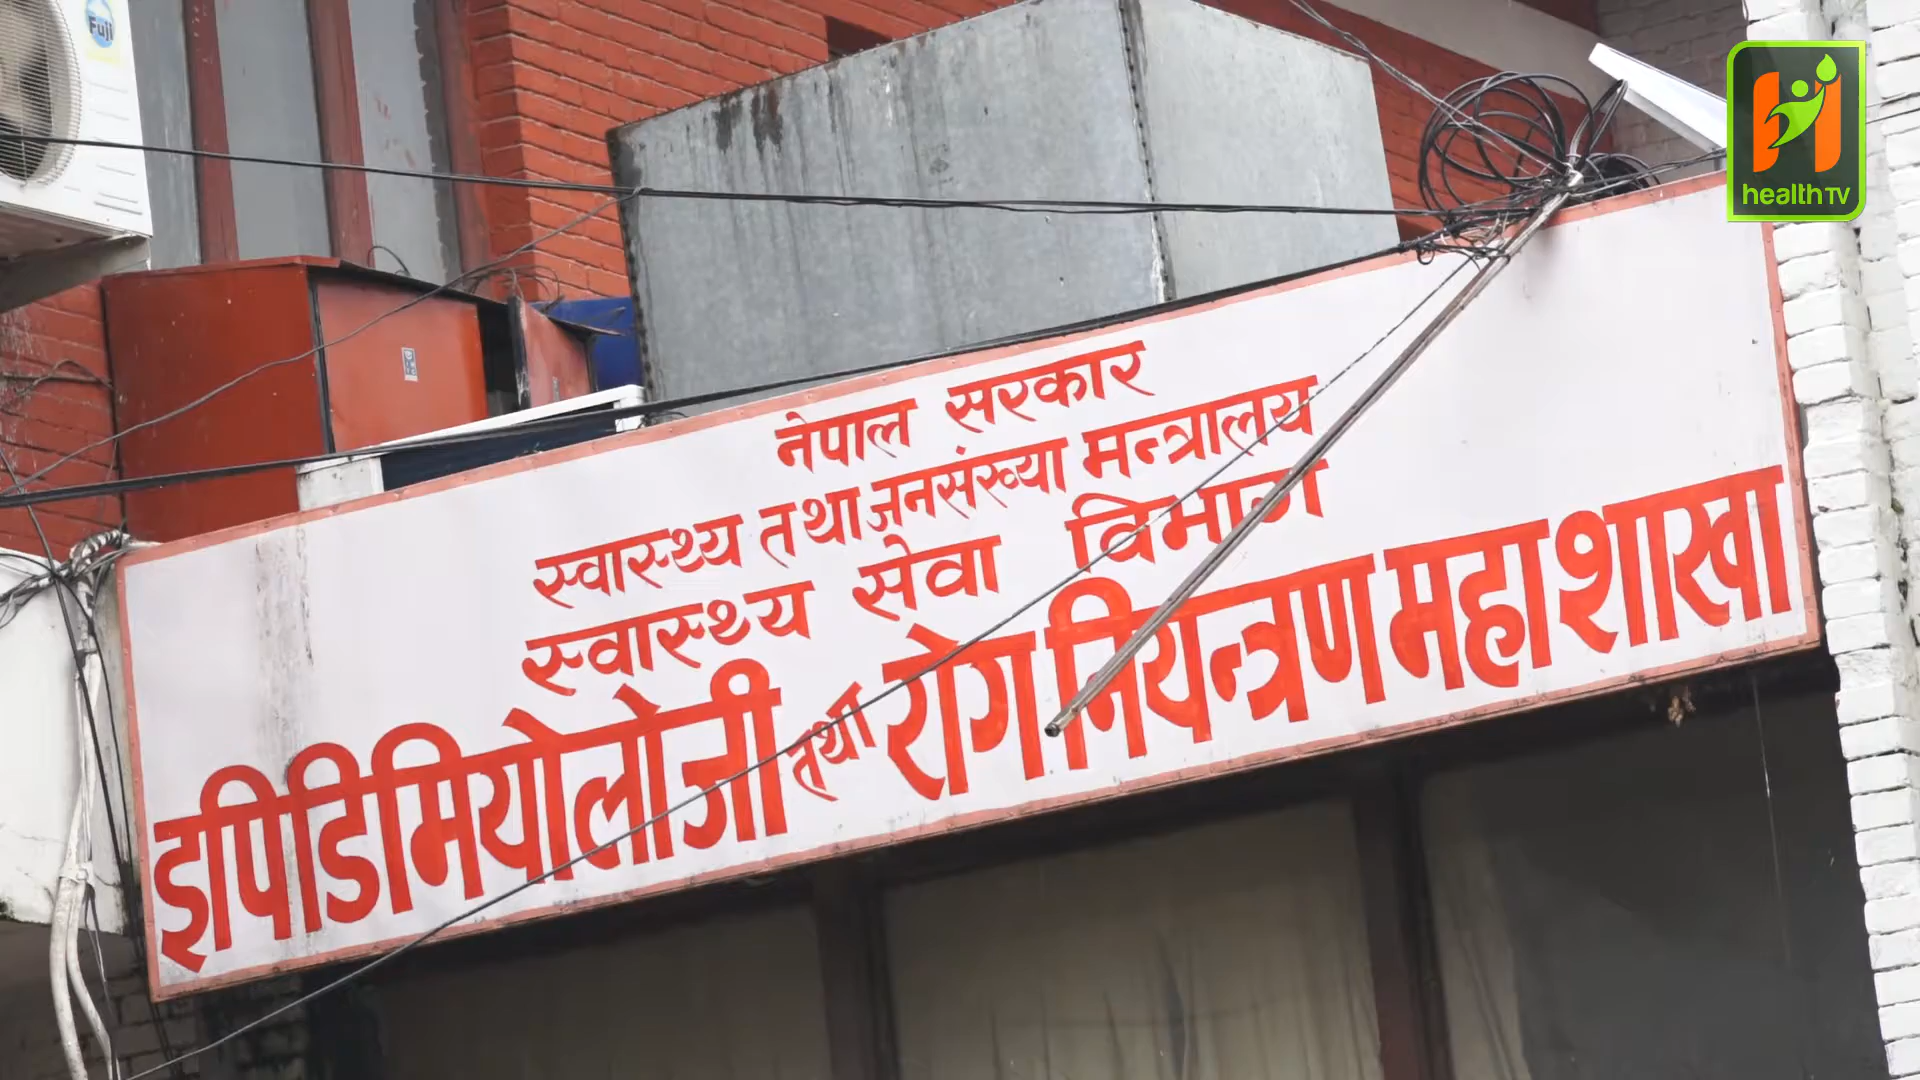 Fuji
health TV
नेपाल सरकार
स्वास्थ्य तथा जनसंख्या मन्त्रालय
स्वास्थ्य सेवा विभाग
इपिडिमियोलोजी तथा रोग नियन्त्रण महाशाखा